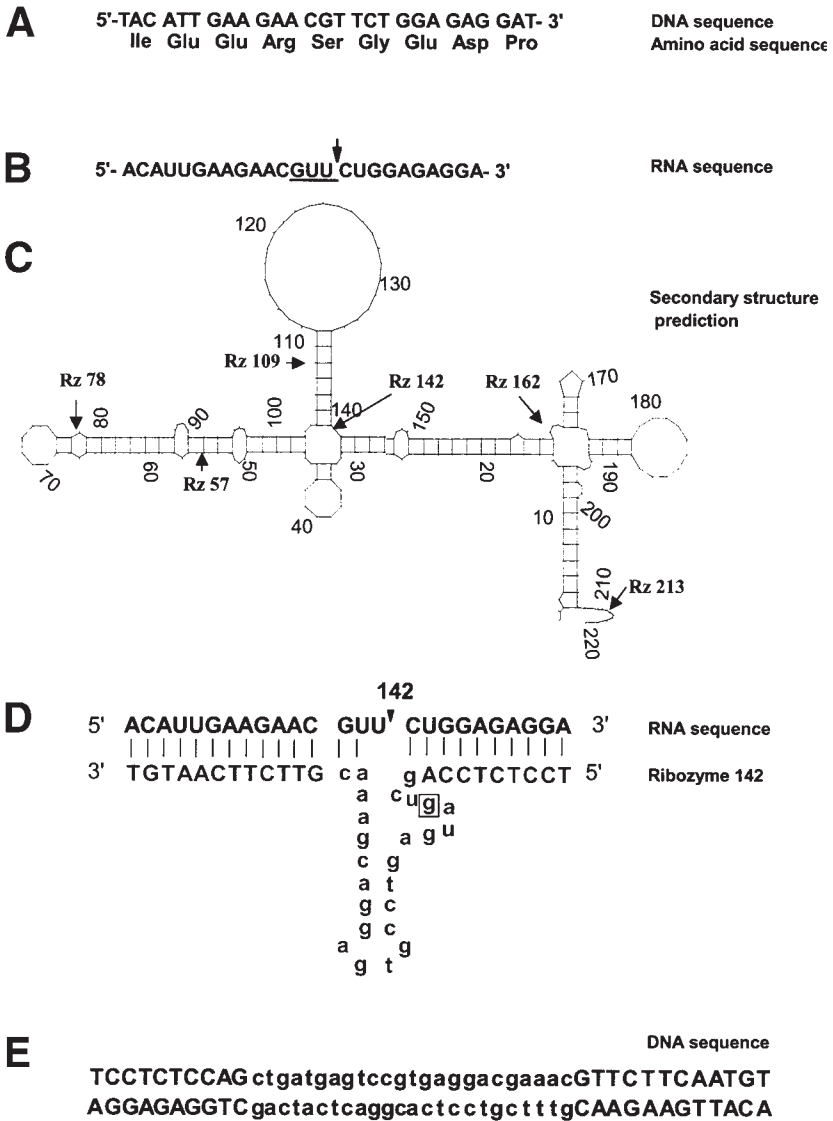 A
5'-TAC ATT GAA GAA CGT TCT GGA GAG GAT- 3'
DNA sequence
Ile Glu Glu Arg Ser Gly Glu Asp Pro
Amino acid sequence
B
5'- ACAUUGAAGAACGUUCUGGAGAGGA- 3'
RNA sequence
C
120
130
Secondary structure
prediction
110
Rz 109
Rz 78
Rz 142
Rz 162
170
80
90
100
140
150
180
70
60
50
30
20
190
Rz 57
40
10
200
210
Rz 213
220
142
D
5' ACAUUGAAGAAC GUU CUGGAGAGGA 3'
RNA sequence
3' TGTAACTTCTTG ca gACCTCTCCT 5'
Ribozyme 142
a c u g a
a g u
g a
c g
a t
g c
g c
a g
g t
E
DNA sequence
TCCTCTCCAGctgatgagtccgtgaggacgaaacGTTCTTCAATGT
AGGAGAGGTCgactactcaggcactcctgctttgCAAGAAGTTACA